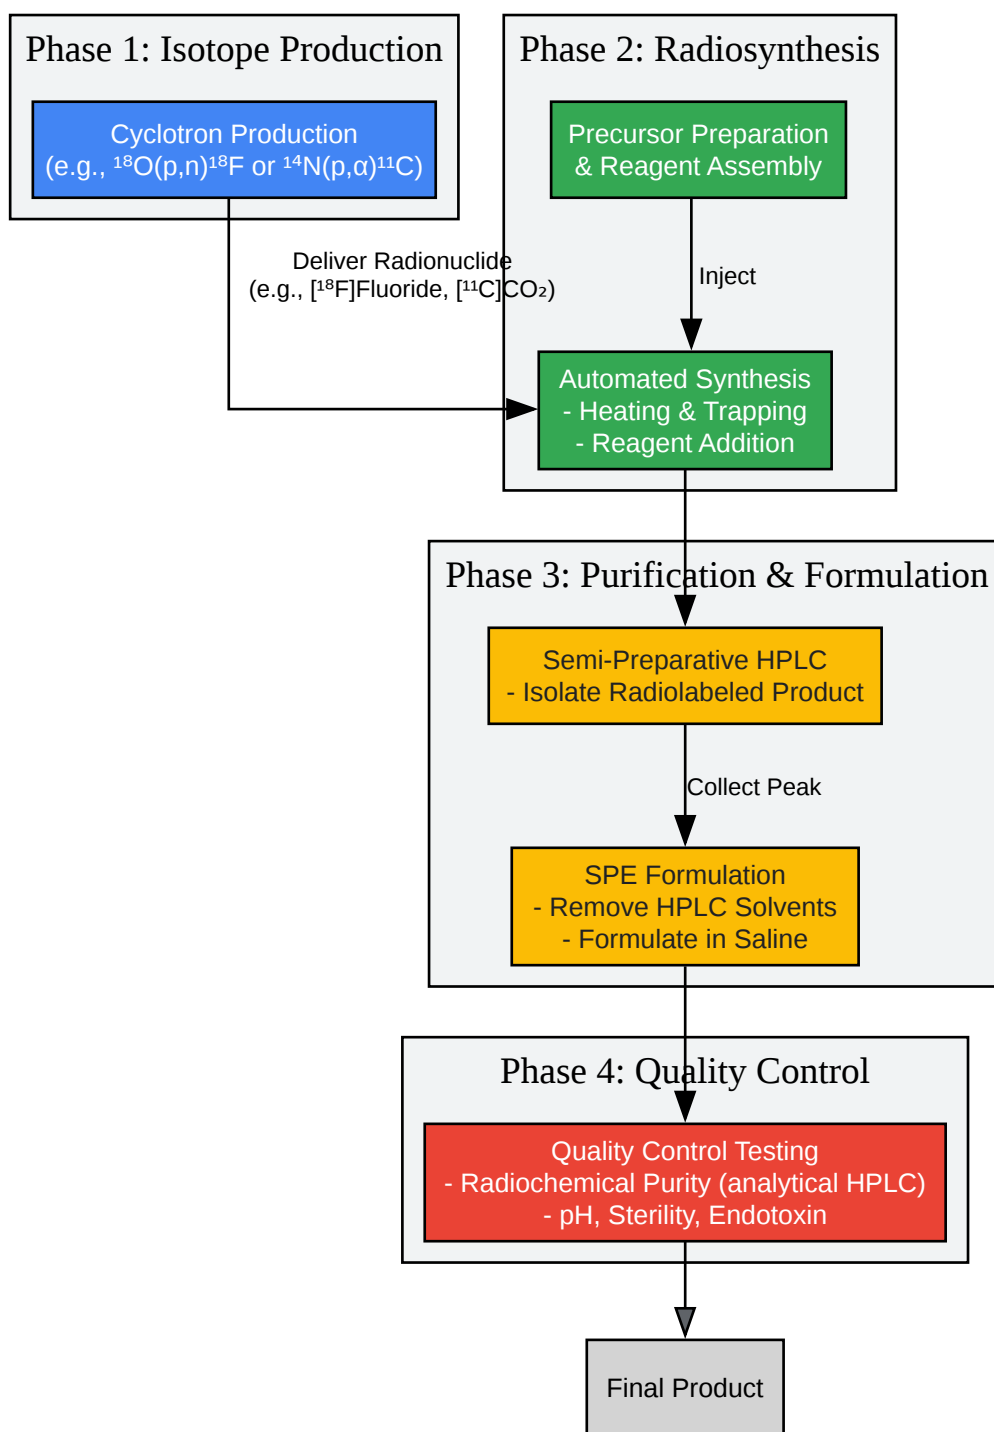 Phase 1: Isotope Production
Cyclotron Production
(e.g., ¹⁸O(p,n)¹⁸F or ¹⁴N(p,α)¹¹C)
Phase 2: Radiosynthesis
Precursor Preparation
& Reagent Assembly
Deliver Radionuclide
(e.g., [¹⁸F]Fluoride, [¹¹C]CO₂)
Inject
Automated Synthesis
- Heating & Trapping
- Reagent Addition
Phase 3: Purification & Formulation
Semi-Preparative HPLC
- Isolate Radiolabeled Product
Collect Peak
SPE Formulation
- Remove HPLC Solvents
- Formulate in Saline
Phase 4: Quality Control
Quality Control Testing
- Radiochemical Purity (analytical HPLC)
- pH, Sterility, Endotoxin
Final Product